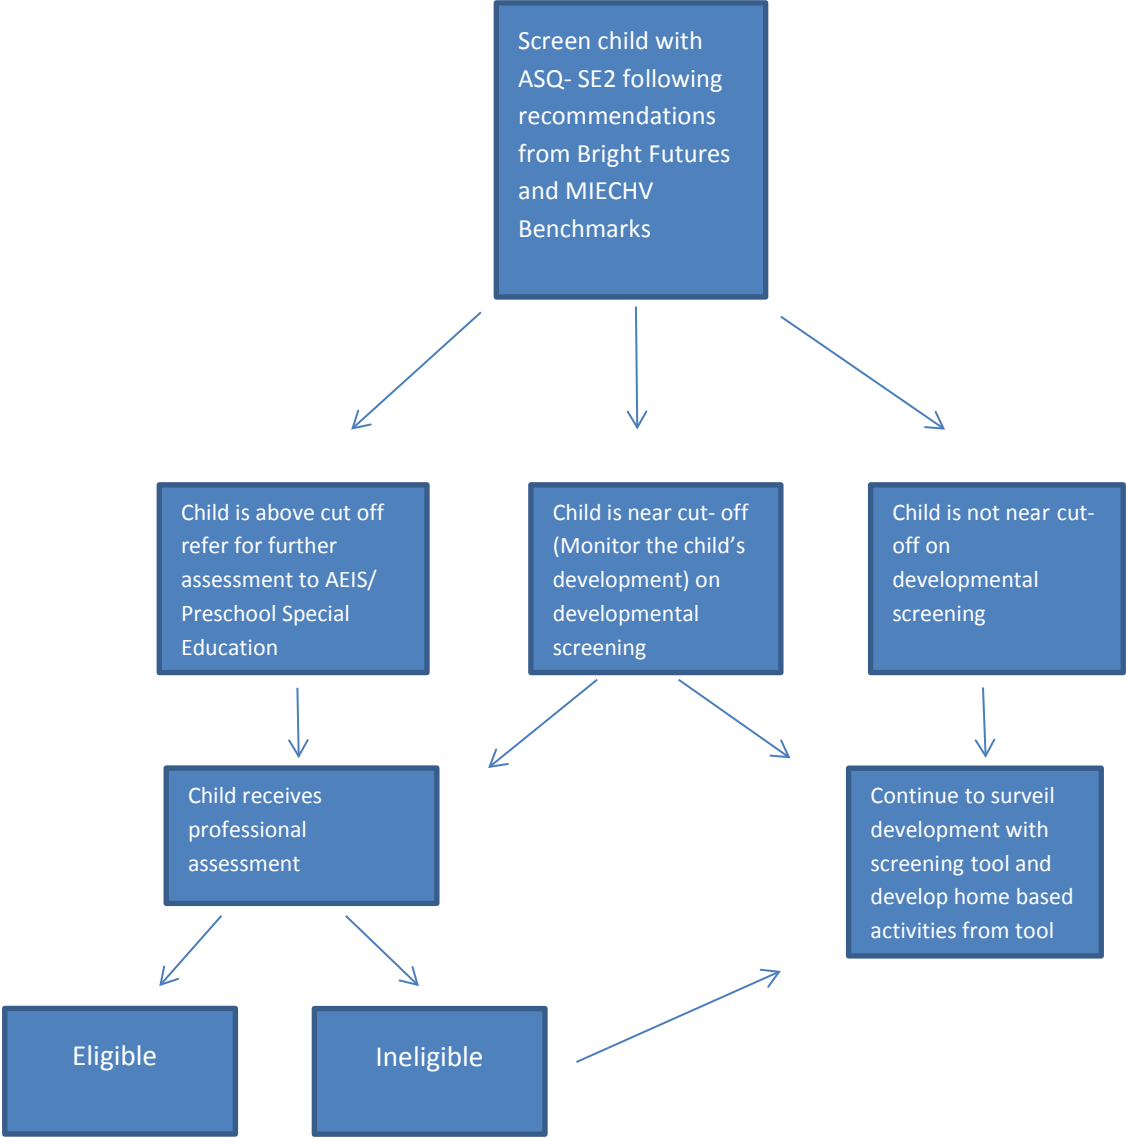 Screen child with
ASQ- SE2 following
recommendations
from Bright Futures
and MIECHV
Benchmarks
Child is above cut off
refer for further
assessment to AEIS/
Preschool Special
Education
Child is near cut- off
(Monitor the child’s
development) on
developmental
screening
Child is not near cut-
off on
developmental
screening
Child receives
professional
assessment
Continue to surveil
development with
screening tool and
develop home based
activities from tool
Eligible
Ineligible